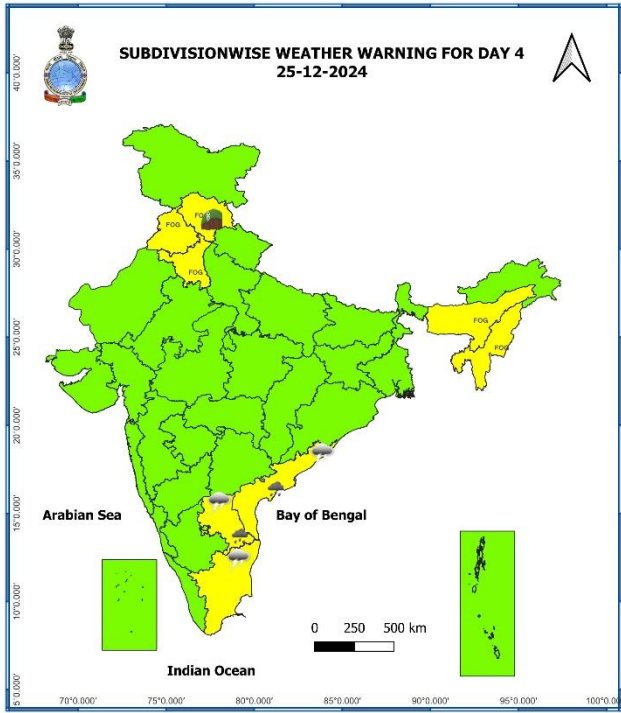 SUBDIVISIONWISE WEATHER WARNING FOR DAY 4
25-12-2024
40°0.000'
35°0.000'
30°0.000'
25°0.000'
20°0.000'
15°0.000'
10°0.000'
5°0.000'
FOG
FOG
FOG
FOG
FOG
Arabian Sea
Bay of Bengal
0 250 500 km
Indian Ocean
70°0.000' 75°0.000' 80°0.000' 85°0.000' 90°0.000' 95°0.000' 100°0.000'